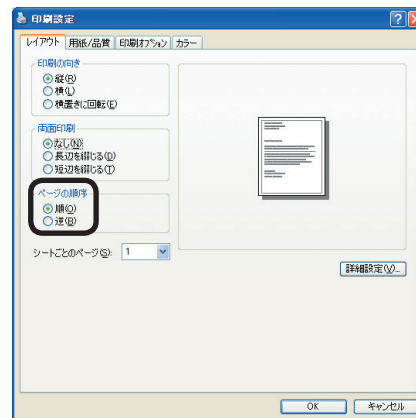 印刷設定
レイアウト 用紙/品質 印刷オプション カラー
印刷の向き
縦(R)
横(L)
横置きに回転(E)
両面印刷
なし(N)
長辺を綴じる(D)
短辺を綴じる(T)
ページの順序
順(O)
逆(B)
シートごとのページ(S): 1
詳細設定(V)...
OK キャンセル